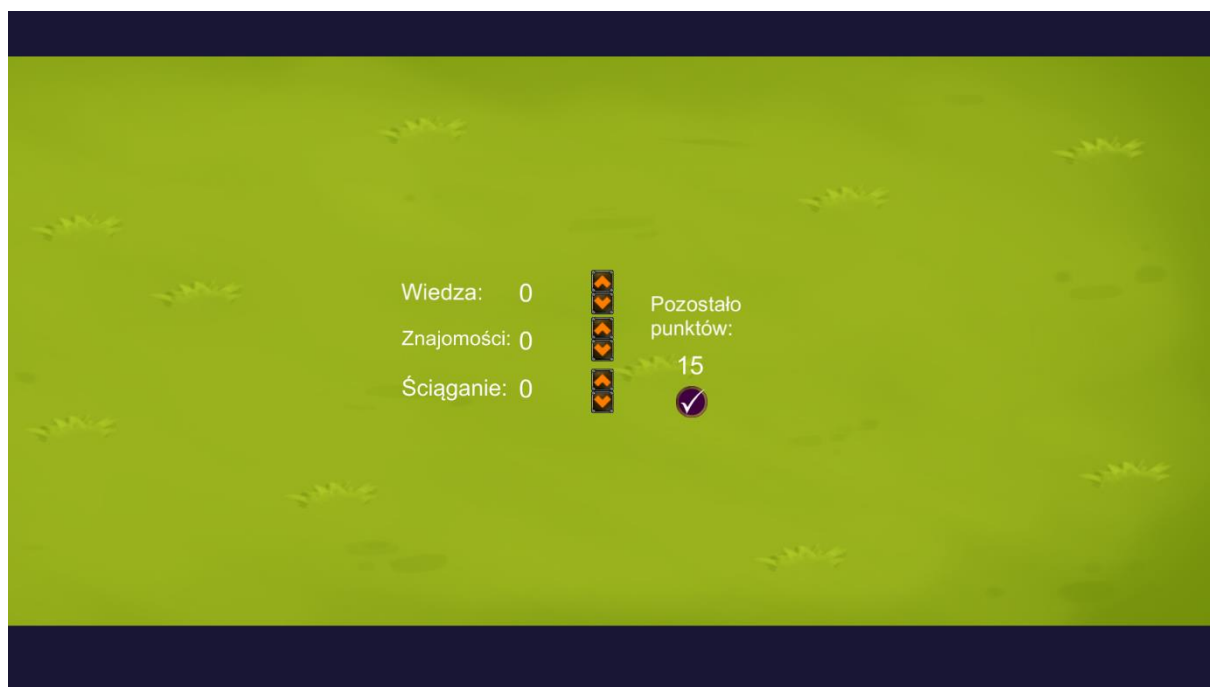 Wiedza: 0
Znajomości: 0
Ściąganie: 0
Pozostało
punktów:
15